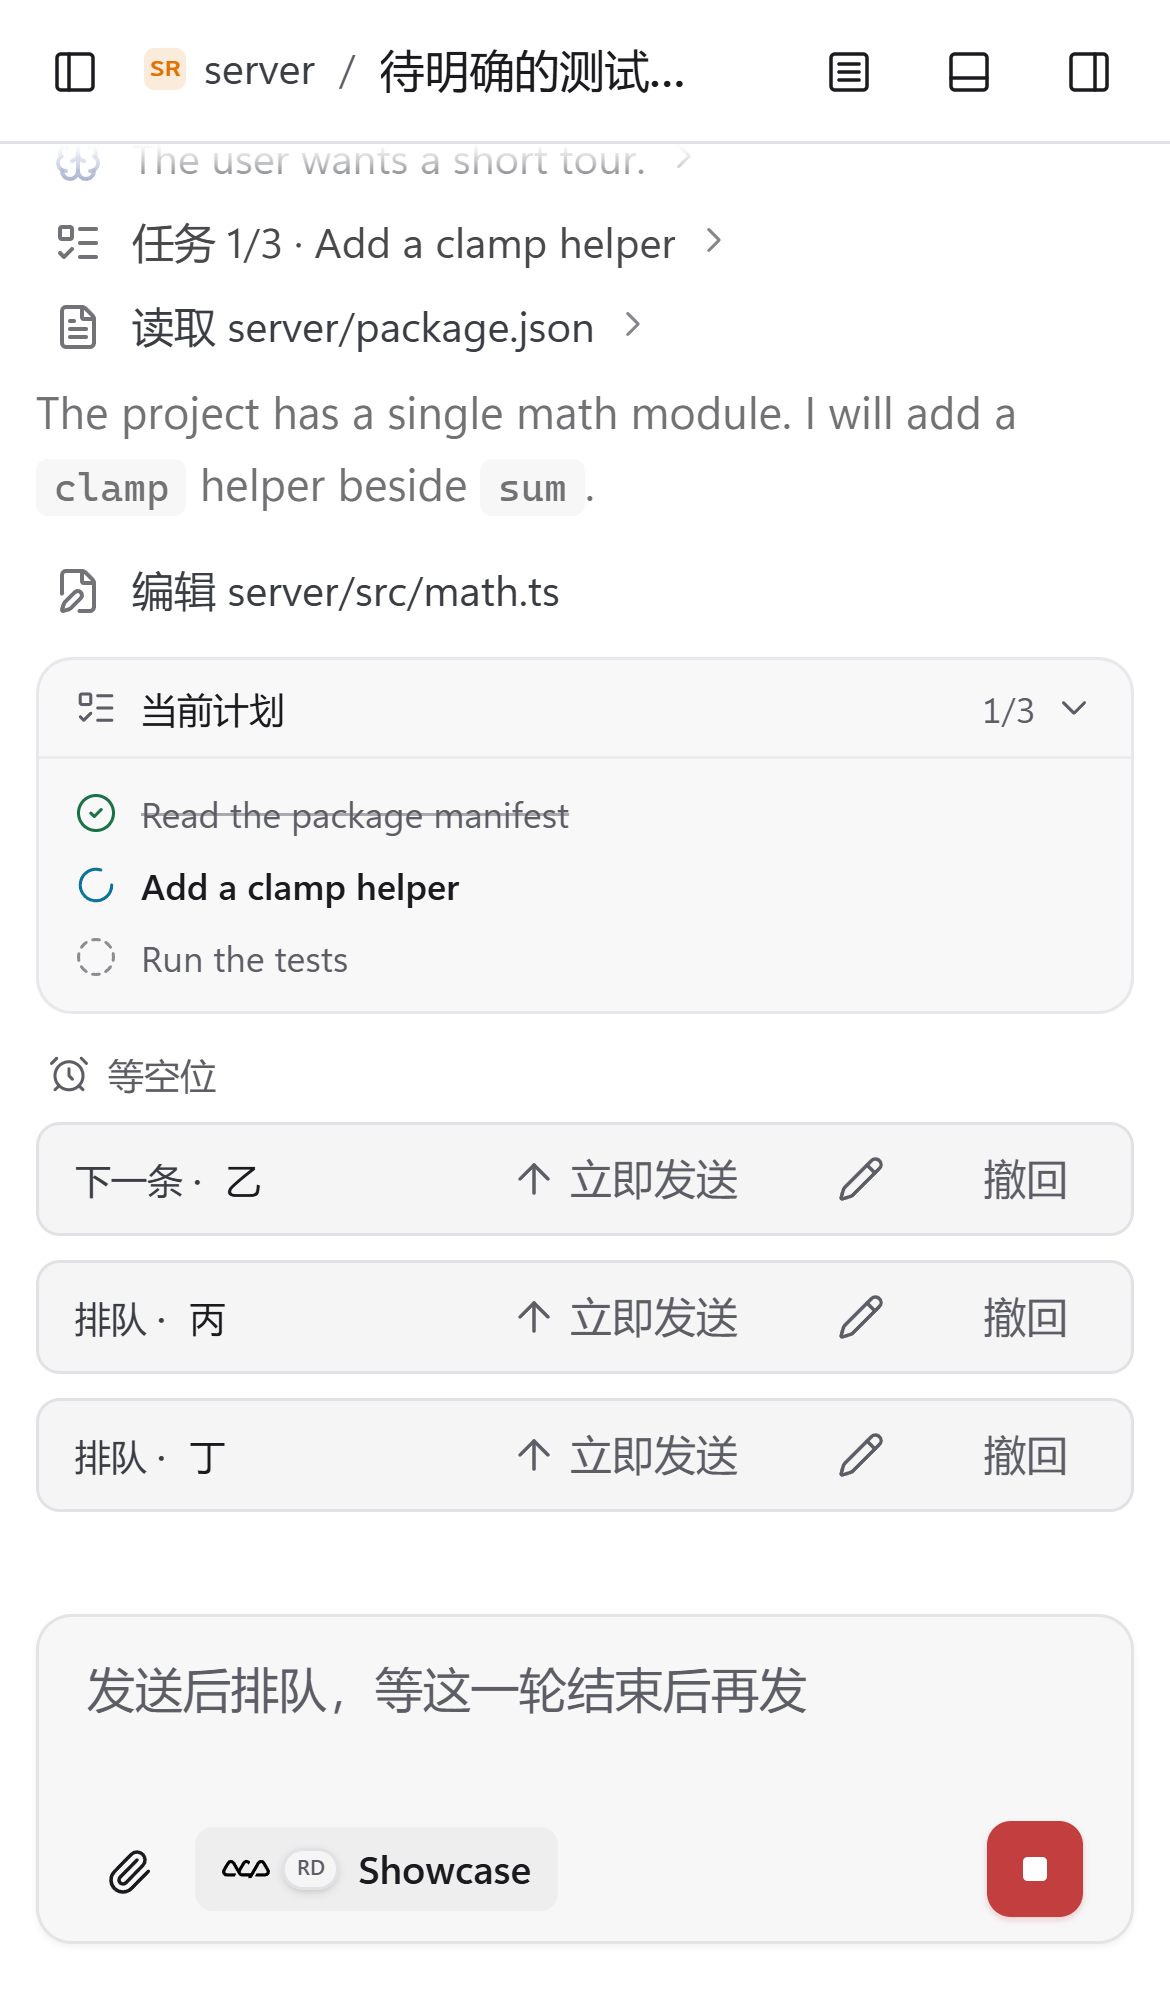 SR server / 待明确的测试...
The user wants a short tour.
任务 1/3 · Add a clamp helper
读取 server/package.json
The project has a single math module. I will add a
clamp helper beside sum.
编辑 server/src/math.ts
当前计划 1/3
Read the package manifest
Add a clamp helper
Run the tests
等空位
下一条 · 乙 立即发送 撤回
排队 · 丙 立即发送 撤回
排队 · 丁 立即发送 撤回
发送后排队，等这一轮结束后再发
RD Showcase